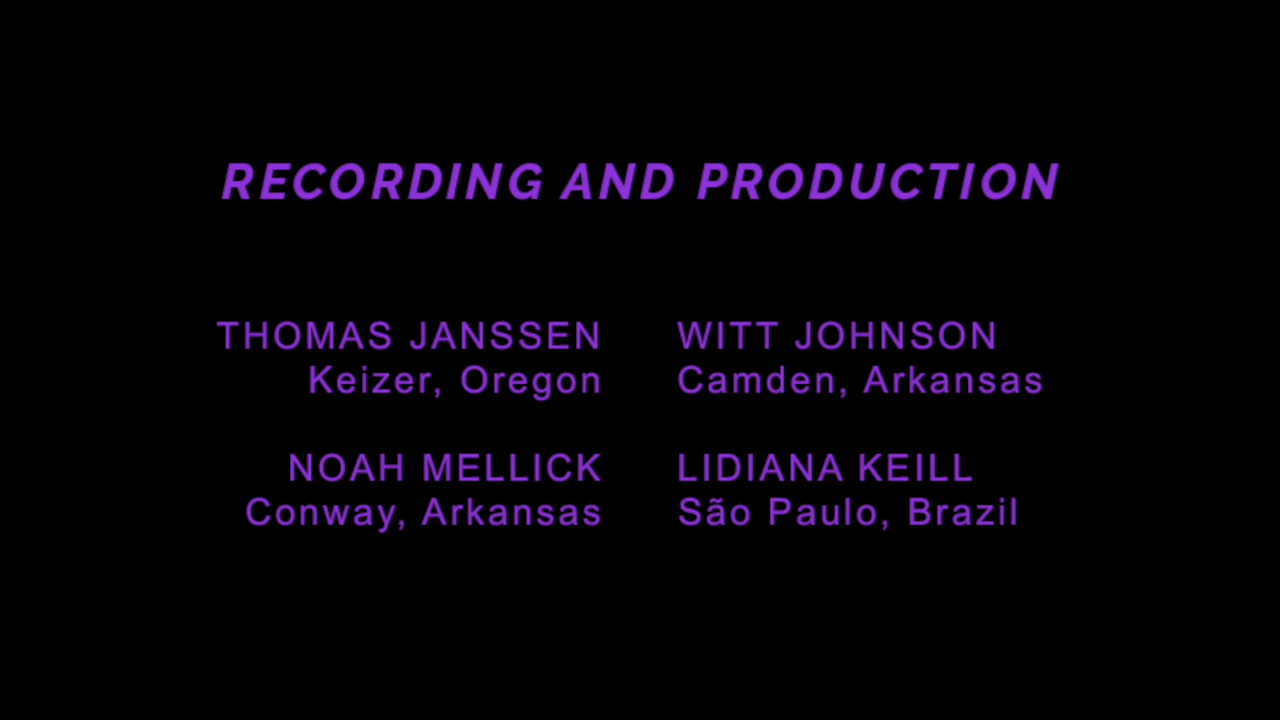 RECORDING AND PRODUCTION
THOMAS JANSSEN
Keizer, Oregon
WITT JOHNSON
Camden, Arkansas
NOAH MELLICK
Conway, Arkansas
LIDIANA KEILL
São Paulo, Brazil